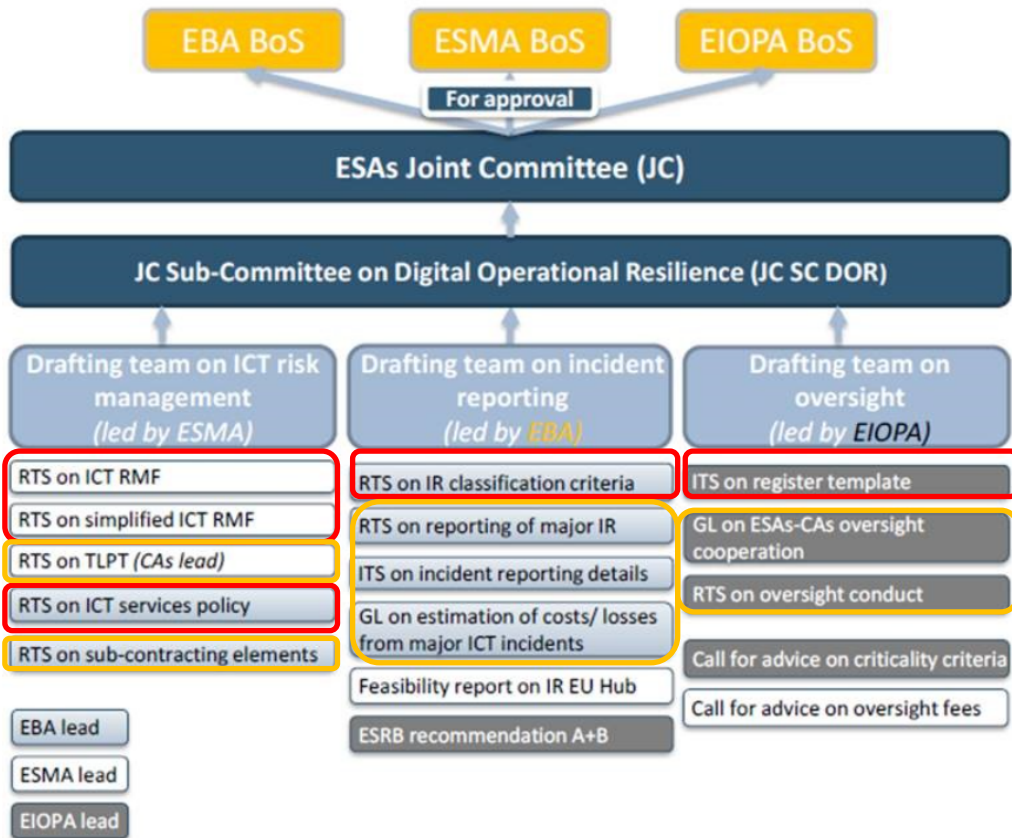 EBA BoS
ESMA BoS
EIOPA BoS
For approval
ESAs Joint Committee (JC)
JC Sub-Committee on Digital Operational Resilience (JC SC DOR)
Drafting team on ICT risk
management
(led by ESMA)
RTS on ICT RMF
RTS on simplified ICT RMF
RTS on TLPT (CAs lead)
RTS on ICT services policy
RTS on sub-contracting elements
Drafting team on incident
reporting
(led by EBA)
RTS on IR classification criteria
RTS on reporting of major IR
ITS on incident reporting details
GL on estimation of costs/ losses
from major ICT incidents
Feasibility report on IR EU Hub
ESRB recommendation A+B
Drafting team on
oversight
(led by EIOPA)
ITS on register template
GL on ESAs-CAs oversight
cooperation
RTS on oversight conduct
Call for advice on criticality criteria
Call for advice on oversight fees
EBA lead
ESMA lead
EIOPA lead